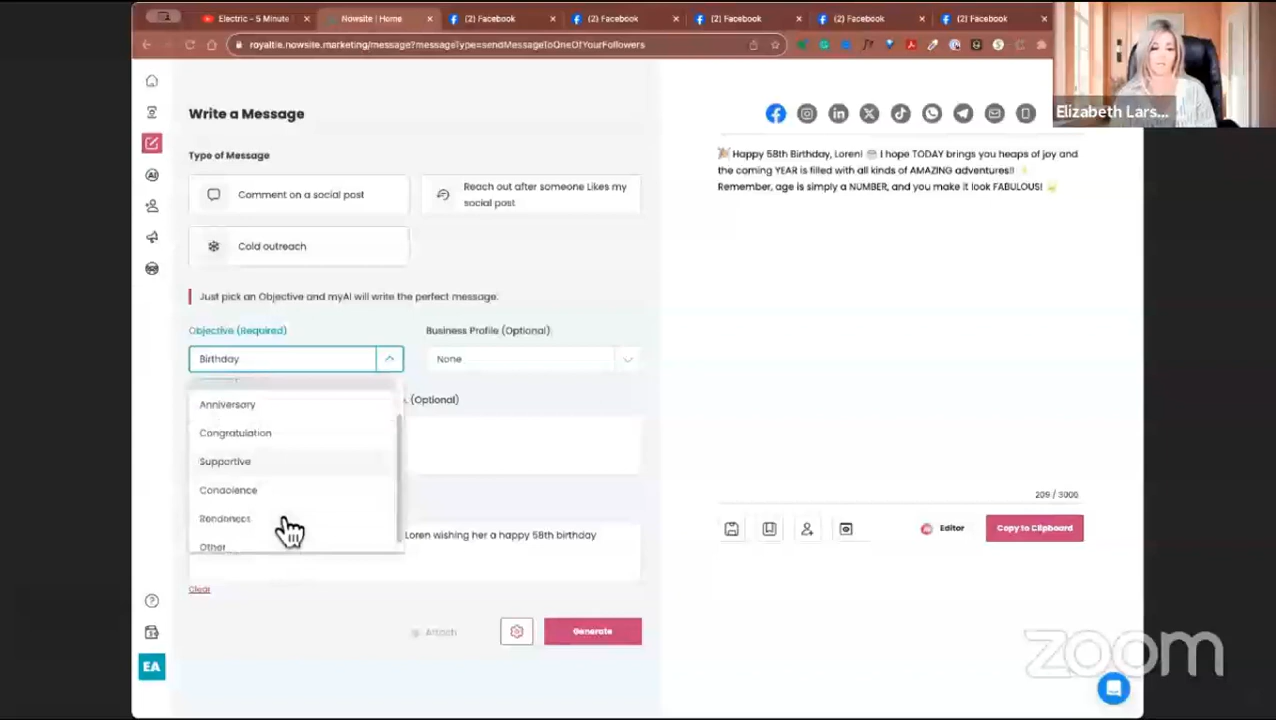 Electric – 5 Minute
Nowsite | Home
(2) Facebook
(2) Facebook
(2) Facebook
(2) Facebook
(2) Facebook
royaltie.nowsite.marketing/message?messageType=sendMessageToOneOfYourFollowers
Elizabeth Lars...
Write a Message
Type of Message
Comment on a social post
Reach out after someone Likes my
social post
Cold outreach
Just pick an Objective and myAI will write the perfect message.
Objective (Required)
Business Profile (Optional)
Birthday
None
(Optional)
Anniversary
Congratulation
Supportive
Condolence
Other
Loren wishing her a happy 58th birthday
Clear
Attach
Generate
AI
EA
Happy 58th Birthday, Loren! I hope TODAY brings you heaps of joy and
the coming YEAR is filled with all kinds of AMAZING adventures!!
Remember, age is simply a NUMBER, and you make it look FABULOUS!
209 / 3000
Editor
Copy to Clipboard
zoom